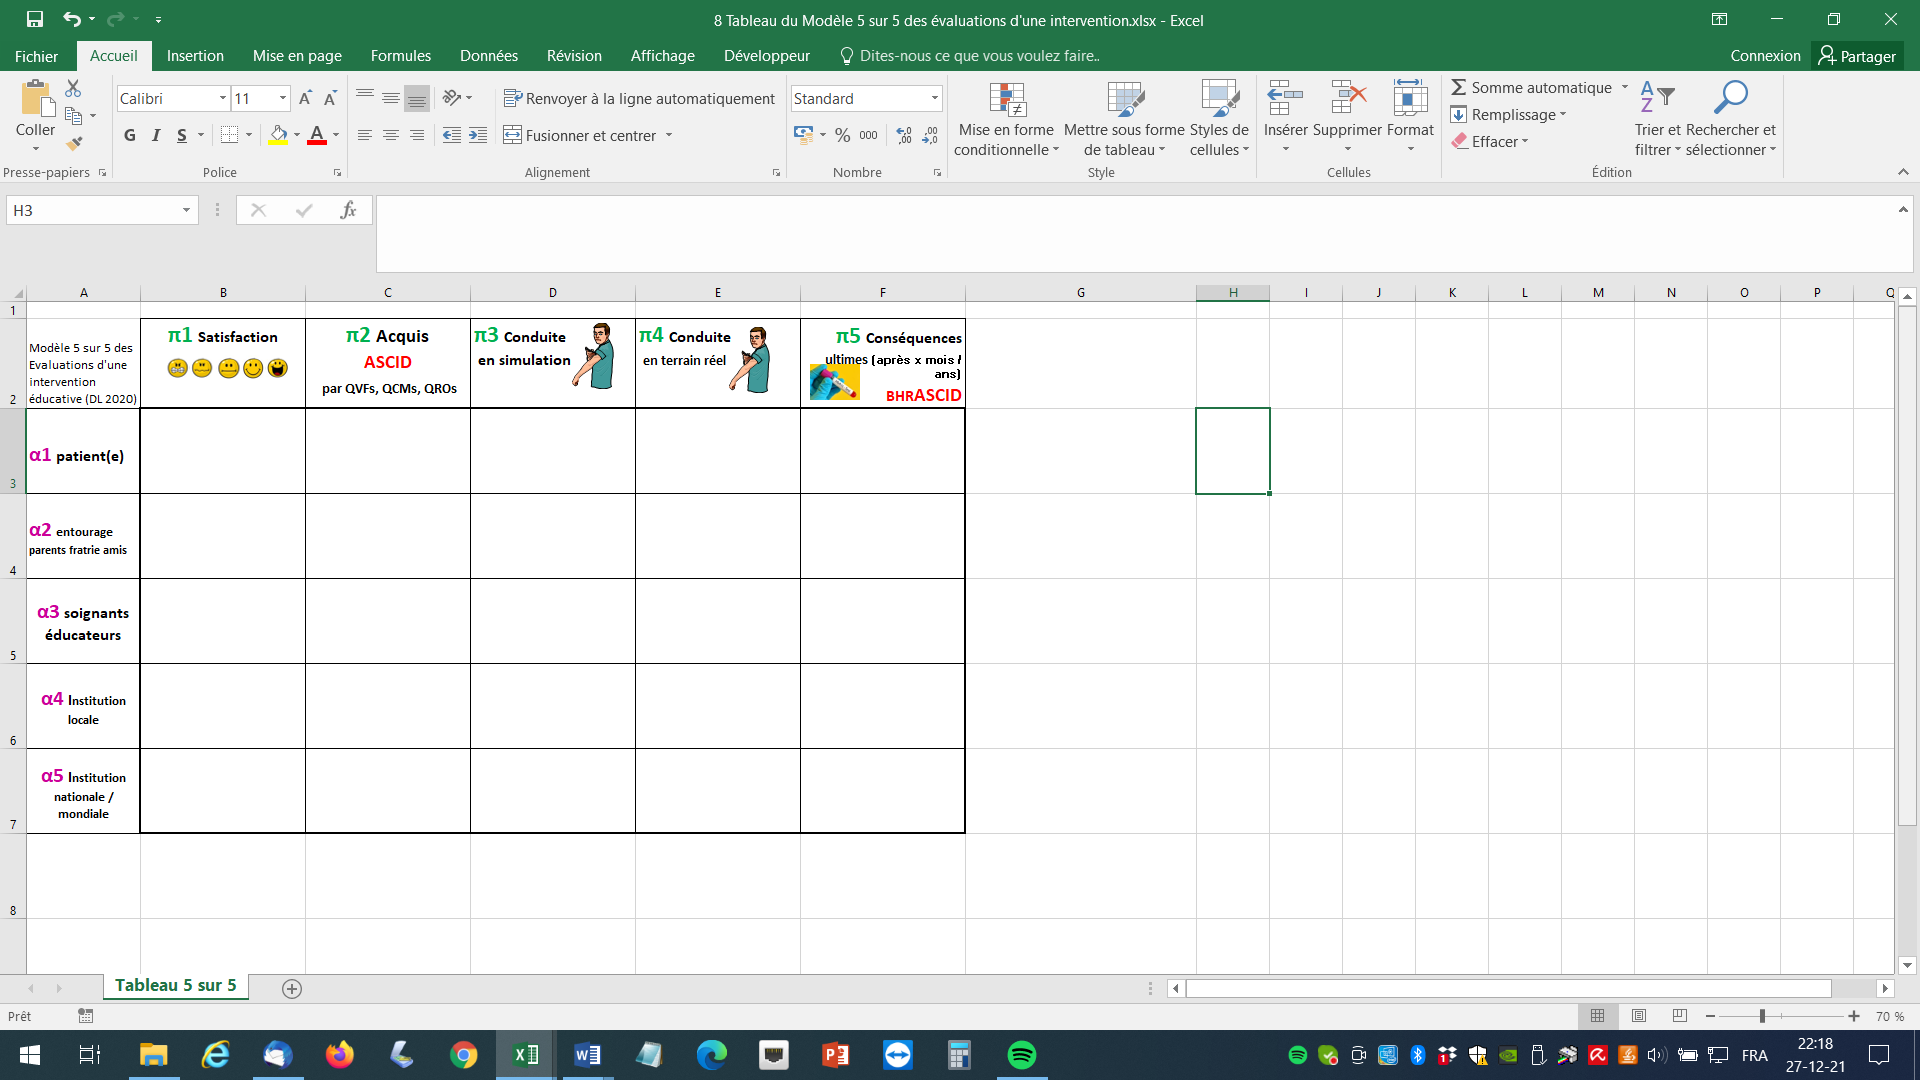 8 Tableau du Modèle 5 sur 5 des évaluations d'une intervention.xlsx - Excel
Fichier Accueil Insertion Mise en page Formules Données Révision Affichage Développeur Dites-nous ce que vous voulez faire.. Connexion Partager
Coller
Presse-papiers
Calibri 11
G I S
Police
Renvoyer à la ligne automatiquement
Fusionner et centrer
Alignement
Standard
% 000
Nombre
Mise en forme conditionnelle
Mettre sous forme de tableau
Styles de cellules
Style
Insérer Supprimer Format
Cellules
Somme automatique
Remplissage
Effacer
Trier et filtrer
Rechercher et sélectionner
Édition
H3
fx
A B C D E F G H I J K L M N O P Q
1
2
Modèle 5 sur 5 des
Evaluations d'une
intervention
éducative (DL 2020)
π1 Satisfaction
π2 Acquis
ASCID
par QVFs, QCMs, QROs
π3 Conduite
en simulation
π4 Conduite
en terrain réel
π5 Conséquences
ultimes (après x mois /
ans)
BHRASCID
3
α1 patient(e)
4
α2 entourage
parents fratrie amis
5
α3 soignants
éducateurs
6
α4 Institution
locale
7
α5 Institution
nationale /
mondiale
8
Tableau 5 sur 5
Prêt
70 %
FRA
22:18
27-12-21